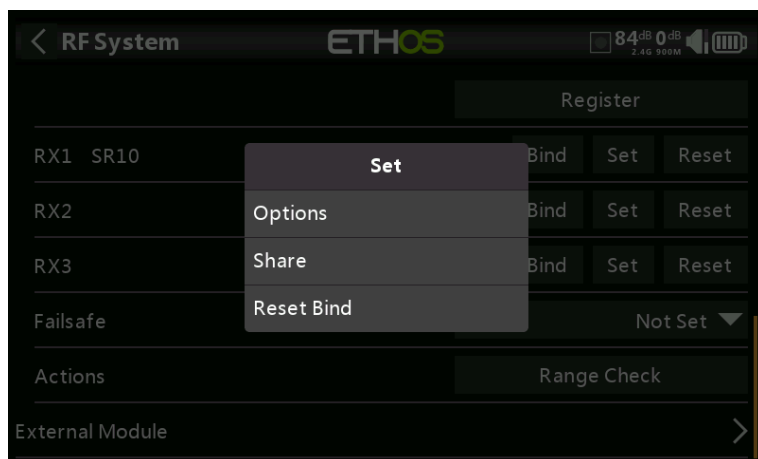 RF System ETHOS 84dB 0dB
2.4G 900M
Register
RX1 SR10 Bind Set Reset
Set
RX2 Bind Set Reset
Options
RX3 Bind Set Reset
Share
Reset Bind
Failsafe Not Set
Actions Range Check
External Module